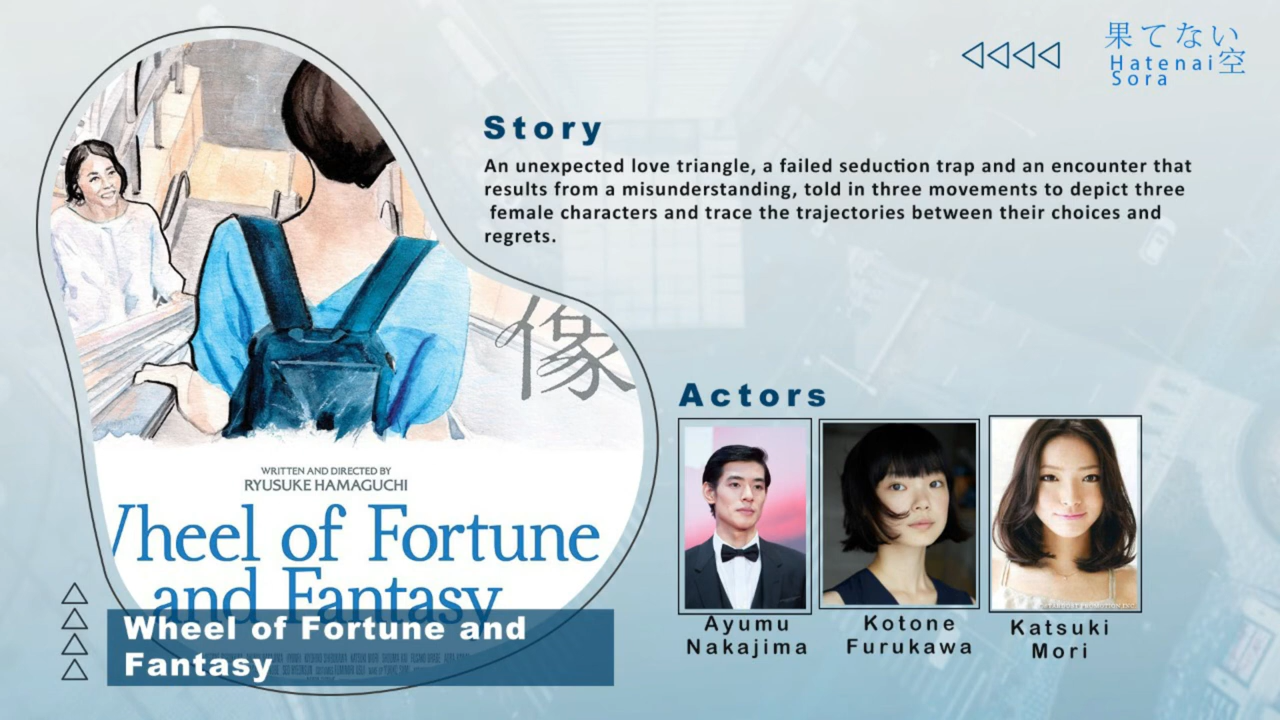 果てない
Hatenai空
Sora
Story
An unexpected love triangle, a failed seduction trap and an encounter that
results from a misunderstanding, told in three movements to depict three
female characters and trace the trajectories between their choices and
regrets.
像
WRITTEN AND DIRECTED BY
RYUSUKE HAMAGUCHI
Wheel of Fortune
and Fantasy
Wheel of Fortune and
Fantasy
Actors
Ayumu
Nakajima
Kotone
Furukawa
Katsuki
Mori